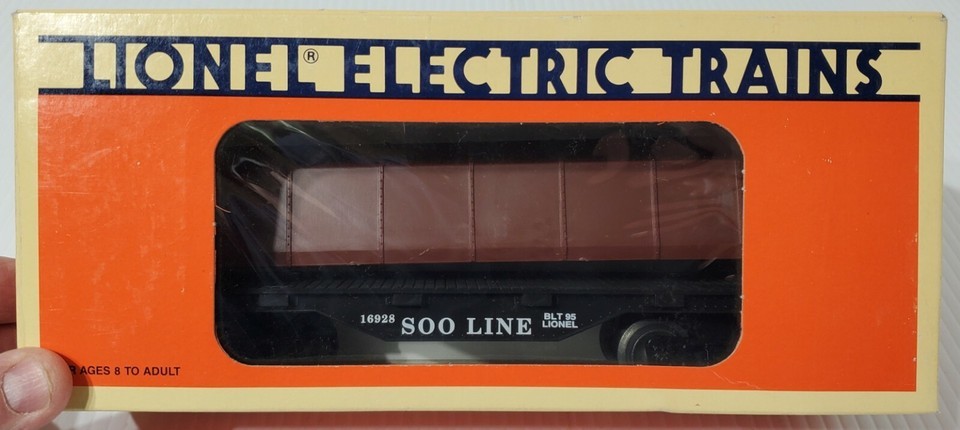 LIONEL® ELECTRIC TRAINS
16928 SOO LINE BLT 95
LIONEL
AGES 8 TO ADULT